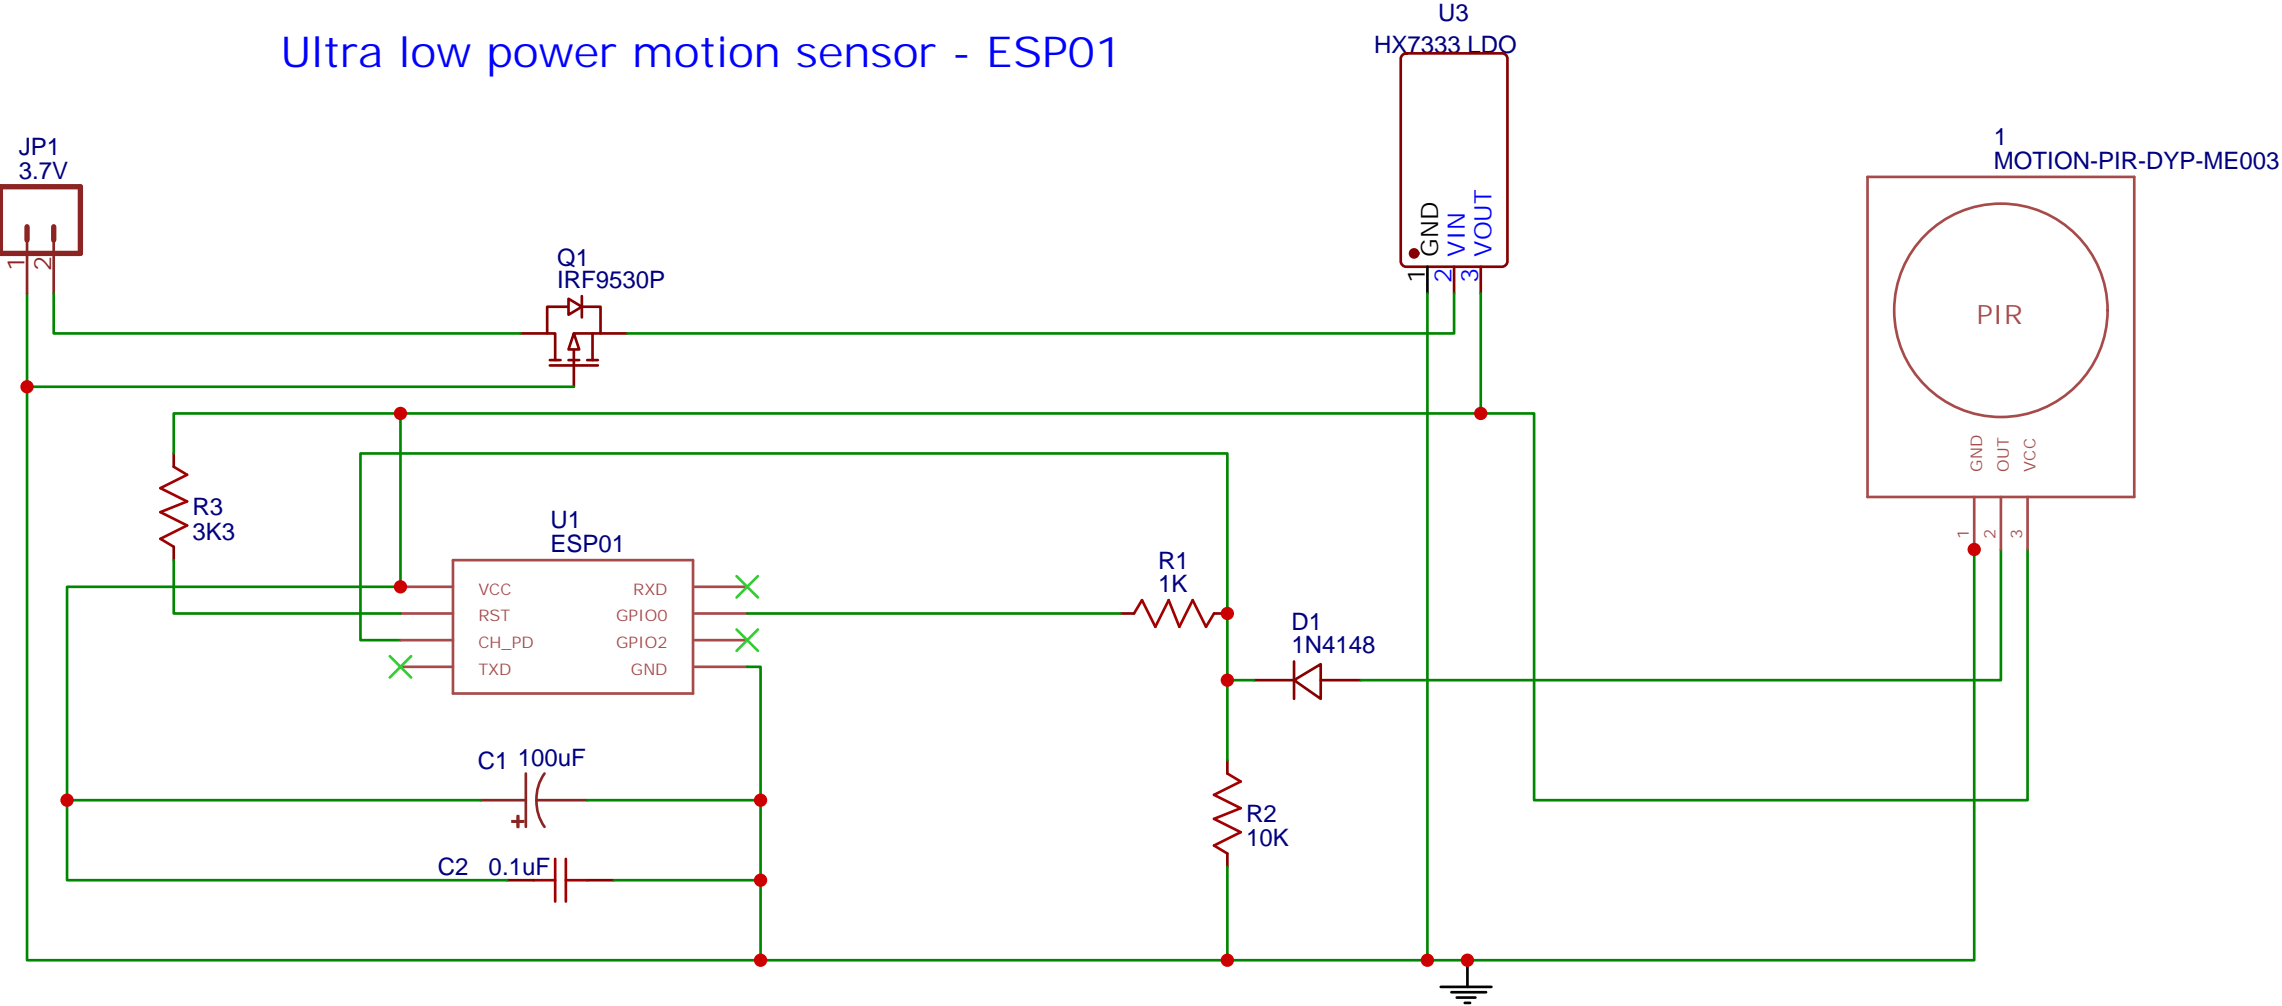 Ultra low power motion sensor - ESP01
U3
HX7333 LDO
GND
VIN
VOUT
1
2
3
JP1
3.7V
1
2
Q1
IRF9530P
1
MOTION-PIR-DYP-ME003
PIR
GND
OUT
VCC
1
2
3
R3
3K3
U1
ESP01
VCC RXD
RST GPIO0
CH_PD GPIO2
TXD GND
R1
1K
D1
1N4148
C1 100uF
+
C2 0.1uF
R2
10K